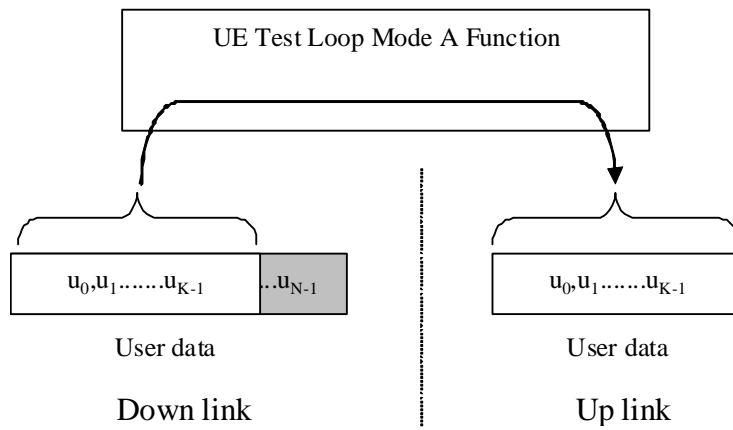 UE Test Loop Mode A Function
u0,u1.......uK-1 ...uN-1 u0,u1.......uK-1
User data User data
Down link Up link